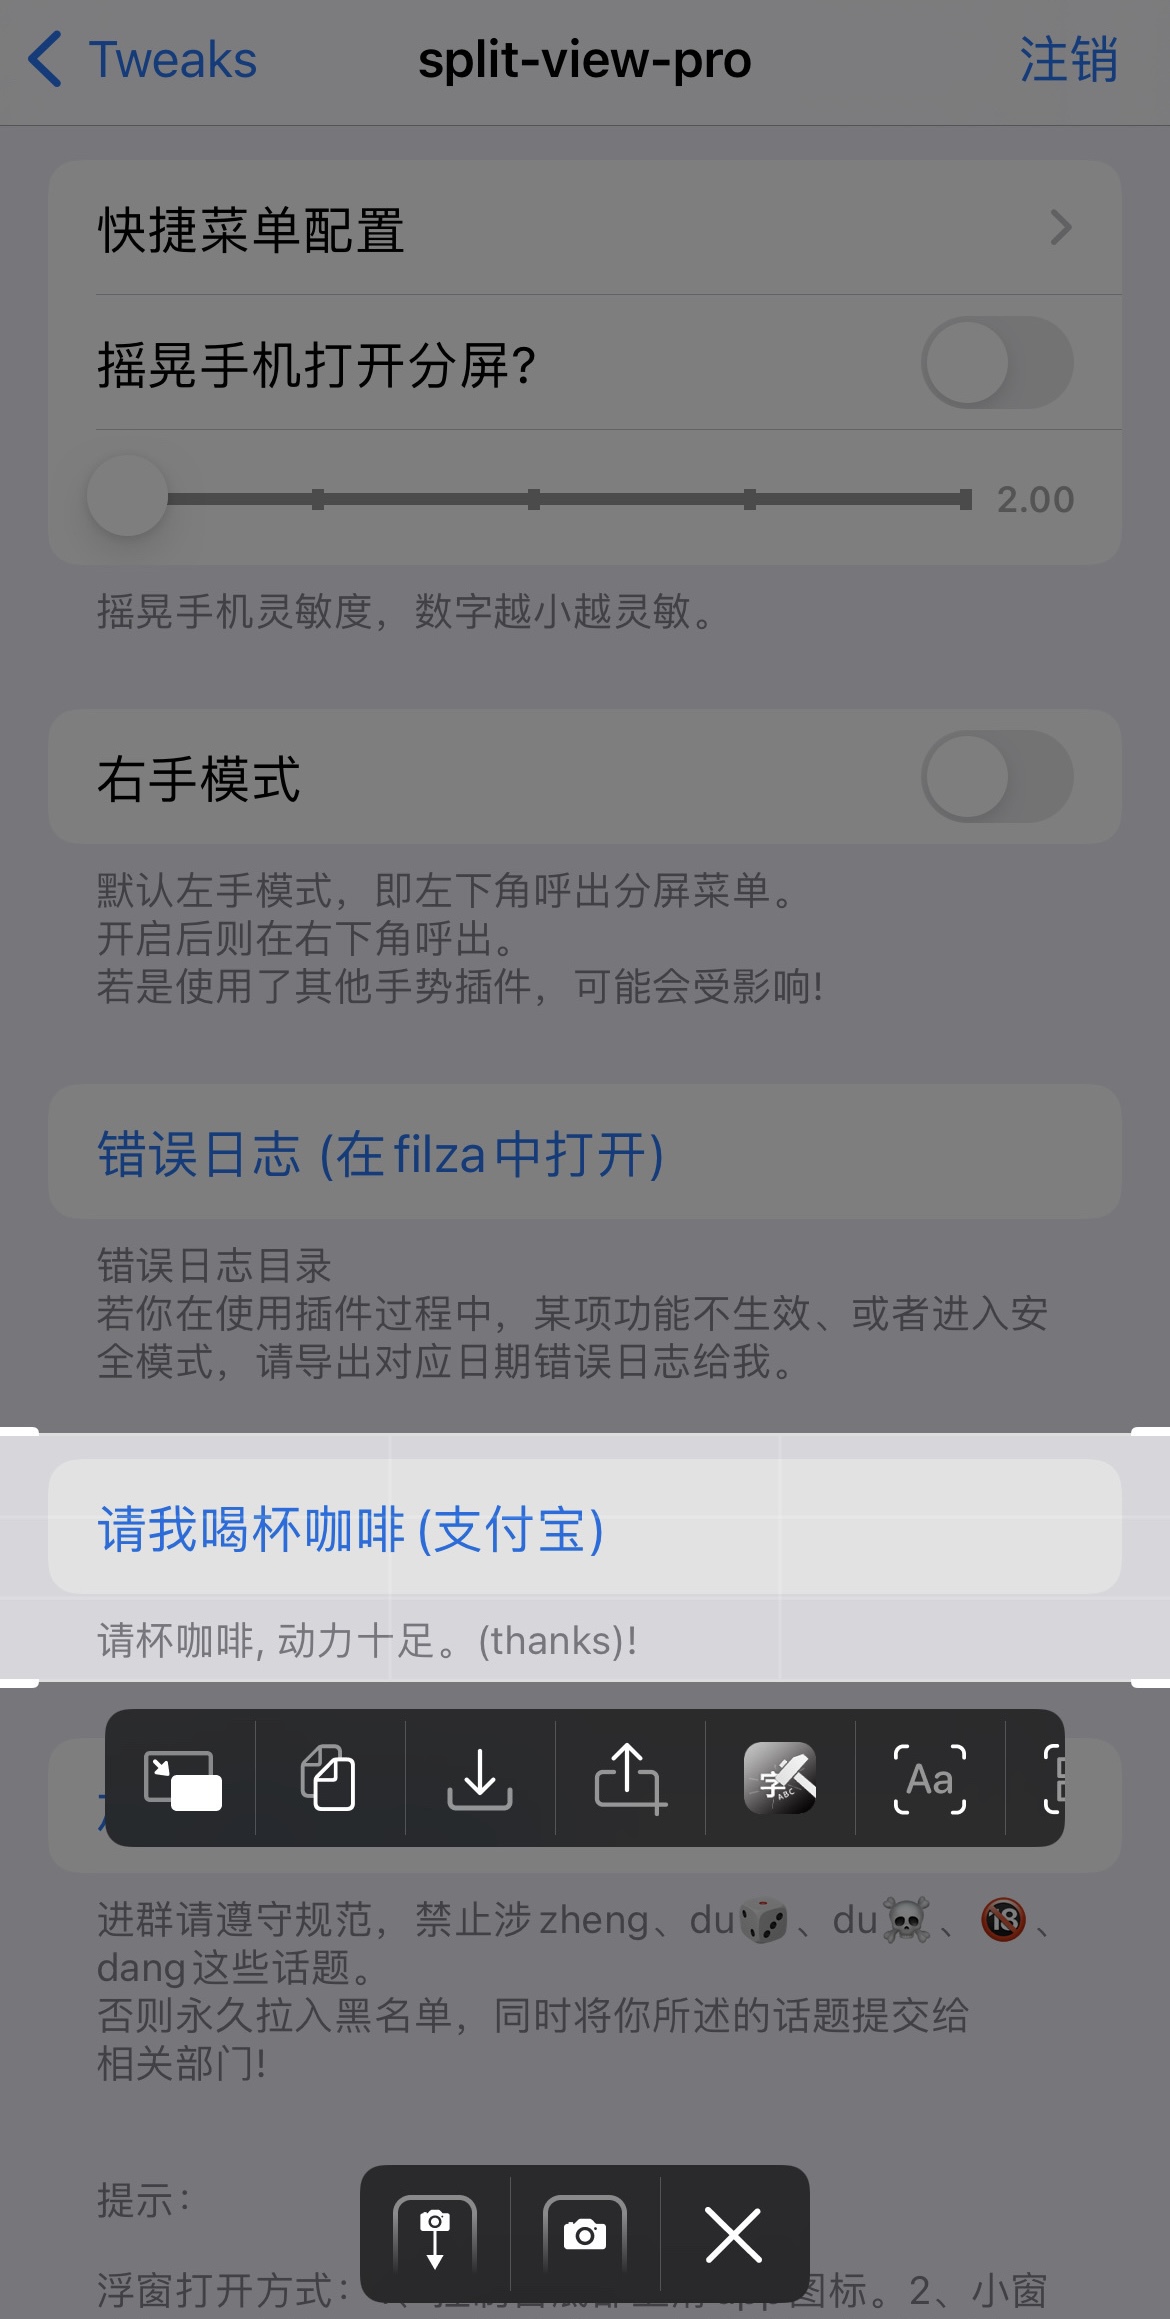 Tweaks
split-view-pro
注销
快捷菜单配置
摇晃手机打开分屏?
2.00
摇晃手机灵敏度，数字越小越灵敏。
右手模式
默认左手模式，即左下角呼出分屏菜单。
开启后则在右下角呼出。
若是使用了其他手势插件，可能会受影响!
错误日志 (在filza中打开)
错误日志目录
若你在使用插件过程中，某项功能不生效、或者进入安
全模式，请导出对应日期错误日志给我。
请我喝杯咖啡(支付宝)
请杯咖啡, 动力十足。(thanks)!
字
ABC
Aa
进群请遵守规范，禁止涉zheng、du🎲、du☠️、🔞、
dang这些话题。
否则永久拉入黑名单，同时将你所述的话题提交给
相关部门!
提示：
浮窗打开方式：图标。2、小窗